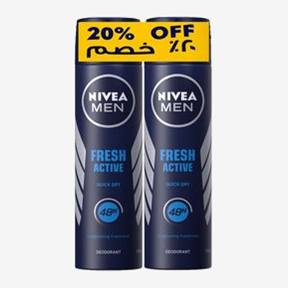 20% OFF
خصم ٢٠٪
NIVEA
MEN
FRESH
ACTIVE
QUICK DRY
48H
DEODORANT
NIVEA
MEN
FRESH
ACTIVE
QUICK DRY
48H
DEODORANT